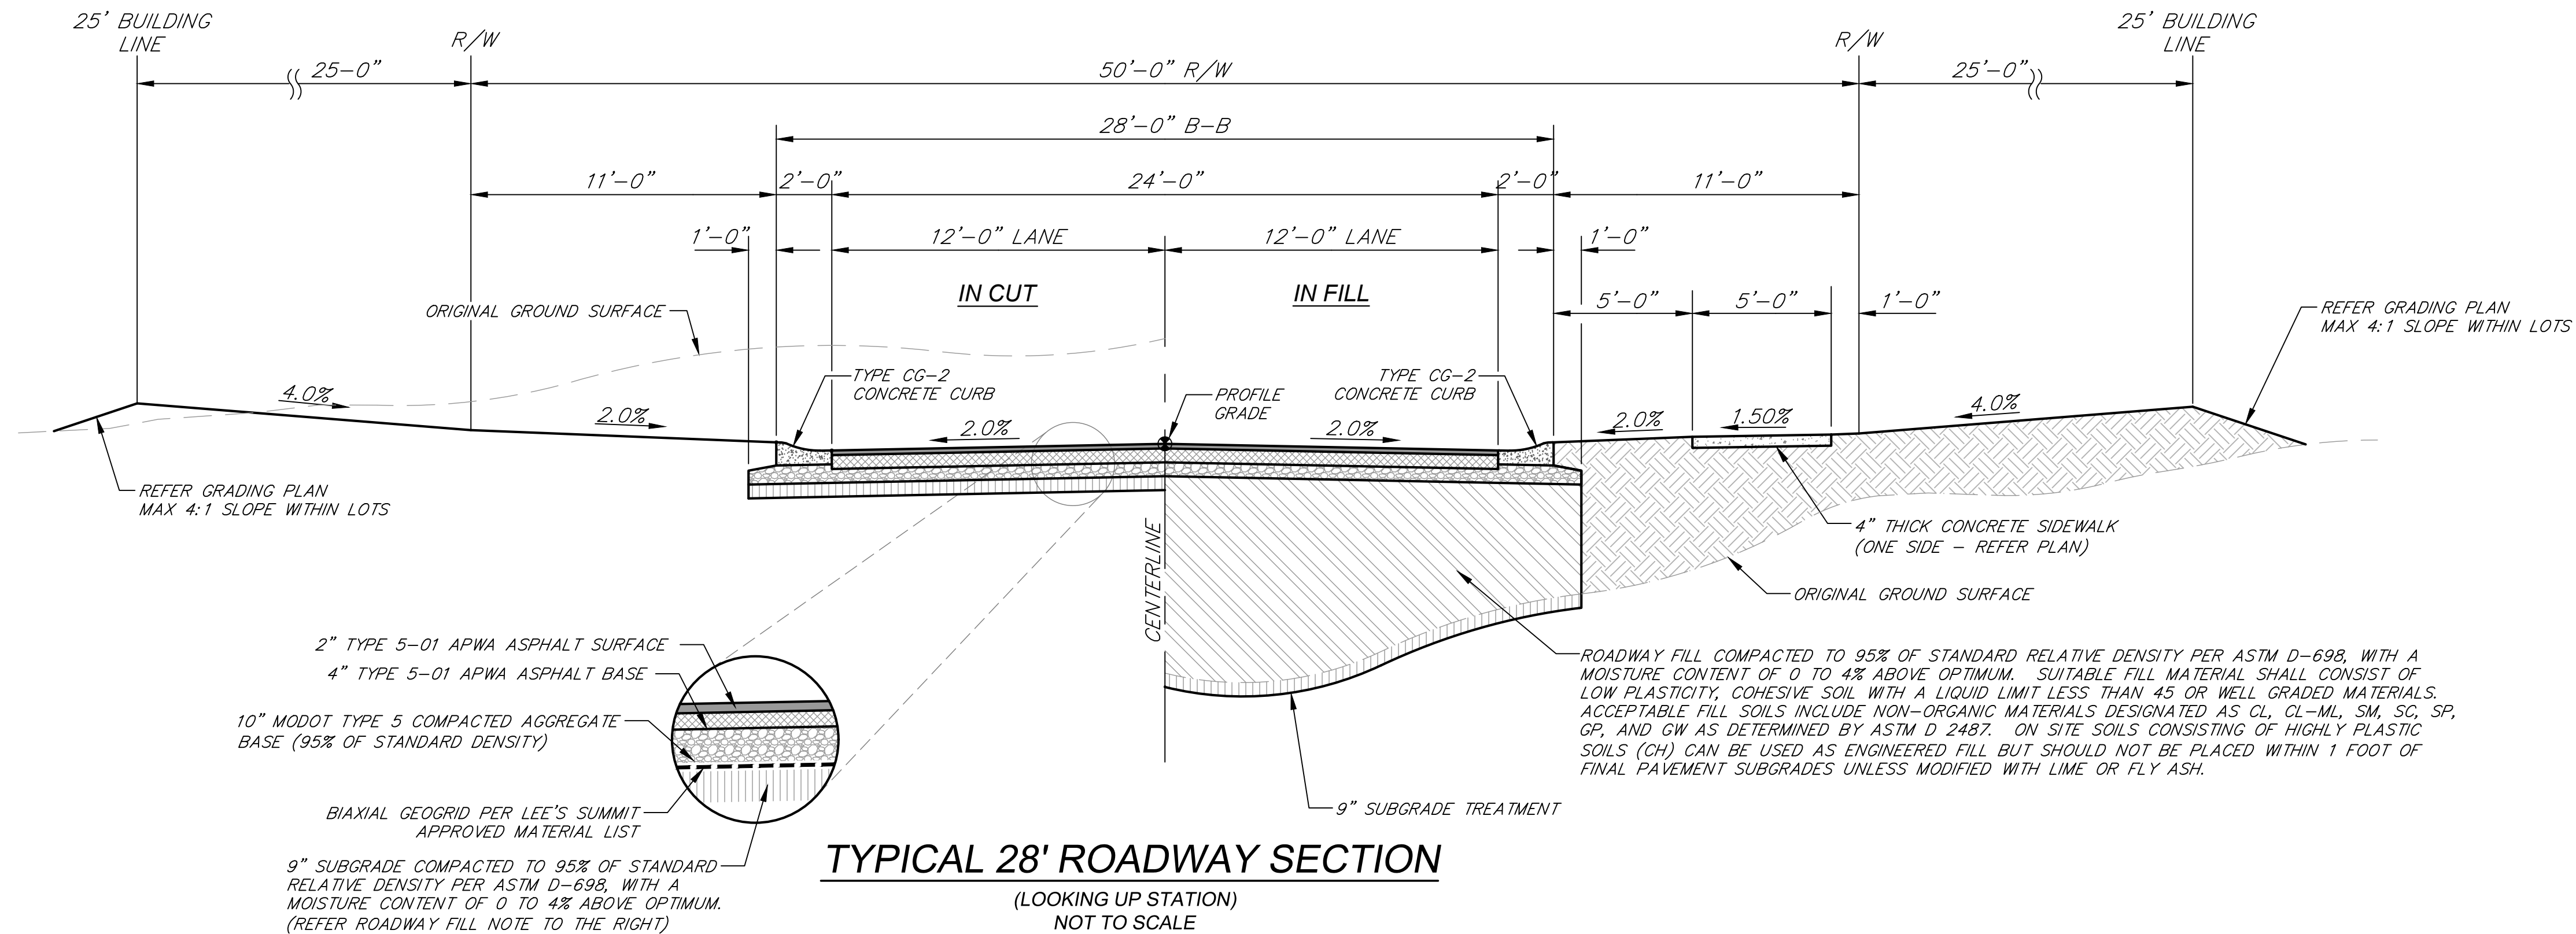 25' BUILDING
LINE
R/W
R/W
25' BUILDING
LINE
25-0"
50'-0" R/W
25'-0"
28'-0" B-B
11'-0"
2'-0"
24'-0"
2'-0"
11'-0"
1'-0"
12'-0" LANE
12'-0" LANE
1'-0"
IN CUT
IN FILL
5'-0"
5'-0"
1'-0"
ORIGINAL GROUND SURFACE
REFER GRADING PLAN
MAX 4:1 SLOPE WITHIN LOTS
TYPE CG-2
CONCRETE CURB
PROFILE
GRADE
TYPE CG-2
CONCRETE CURB
4.0%
2.0%
2.0%
2.0%
2.0%
1.50%
4.0%
REFER GRADING PLAN
MAX 4:1 SLOPE WITHIN LOTS
4" THICK CONCRETE SIDEWALK
(ONE SIDE - REFER PLAN)
CENTERLINE
ORIGINAL GROUND SURFACE
2" TYPE 5-01 APWA ASPHALT SURFACE
4" TYPE 5-01 APWA ASPHALT BASE
10" MODOT TYPE 5 COMPACTED AGGREGATE
BASE (95% OF STANDARD DENSITY)
BIAXIAL GEOGRID PER LEE'S SUMMIT
APPROVED MATERIAL LIST
9" SUBGRADE COMPACTED TO 95% OF STANDARD
RELATIVE DENSITY PER ASTM D-698, WITH A
MOISTURE CONTENT OF 0 TO 4% ABOVE OPTIMUM.
(REFER ROADWAY FILL NOTE TO THE RIGHT)
ROADWAY FILL COMPACTED TO 95% OF STANDARD RELATIVE DENSITY PER ASTM D-698, WITH A
MOISTURE CONTENT OF 0 TO 4% ABOVE OPTIMUM. SUITABLE FILL MATERIAL SHALL CONSIST OF
LOW PLASTICITY, COHESIVE SOIL WITH A LIQUID LIMIT LESS THAN 45 OR WELL GRADED MATERIALS.
ACCEPTABLE FILL SOILS INCLUDE NON-ORGANIC MATERIALS DESIGNATED AS CL, CL-ML, SM, SC, SP,
GP, AND GW AS DETERMINED BY ASTM D 2487. ON SITE SOILS CONSISTING OF HIGHLY PLASTIC
SOILS (CH) CAN BE USED AS ENGINEERED FILL BUT SHOULD NOT BE PLACED WITHIN 1 FOOT OF
FINAL PAVEMENT SUBGRADES UNLESS MODIFIED WITH LIME OR FLY ASH.
9" SUBGRADE TREATMENT
TYPICAL 28' ROADWAY SECTION
(LOOKING UP STATION)
NOT TO SCALE